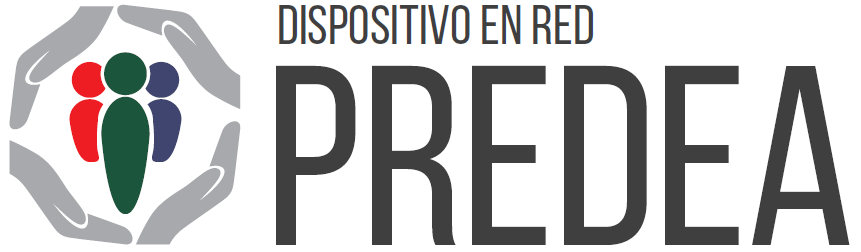 DISPOSITIVO EN RED
PREDEA